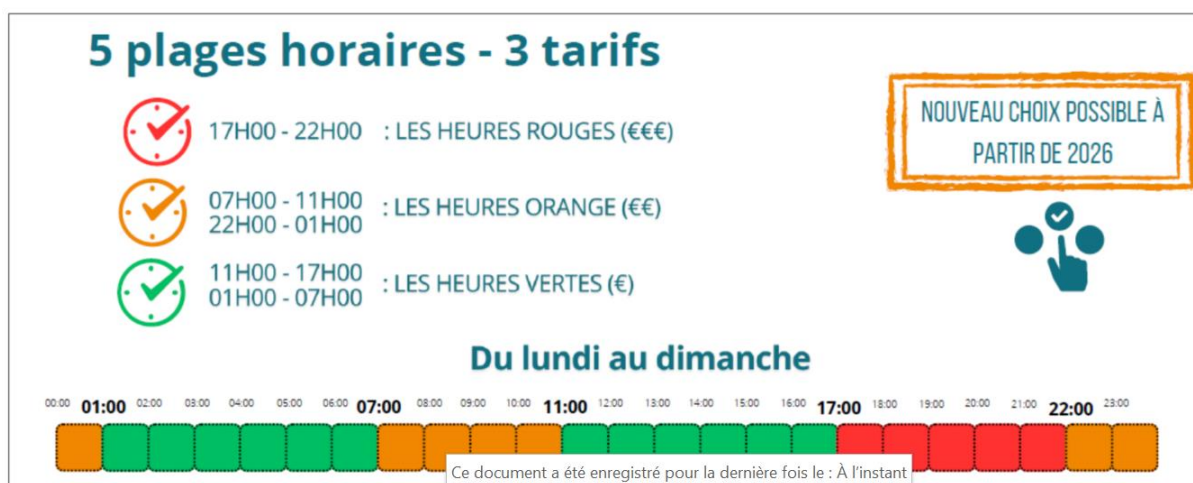 5 plages horaires - 3 tarifs
NOUVEAU CHOIX POSSIBLE À
PARTIR DE 2026
17H00 - 22H00 : LES HEURES ROUGES (€€€)
07H00 - 11H00
22H00 - 01H00
: LES HEURES ORANGE (€€)
11H00 - 17H00
01H00 - 07H00
: LES HEURES VERTES (€)
Du lundi au dimanche
00:00 01:00 02:00 03:00 04:00 05:00 06:00 07:00 08:00 09:00 10:00 11:00 12:00 13:00 14:00 15:00 16:00 17:00 18:00 19:00 20:00 21:00 22:00 23:00
Ce document a été enregistré pour la dernière fois le : À l'instant